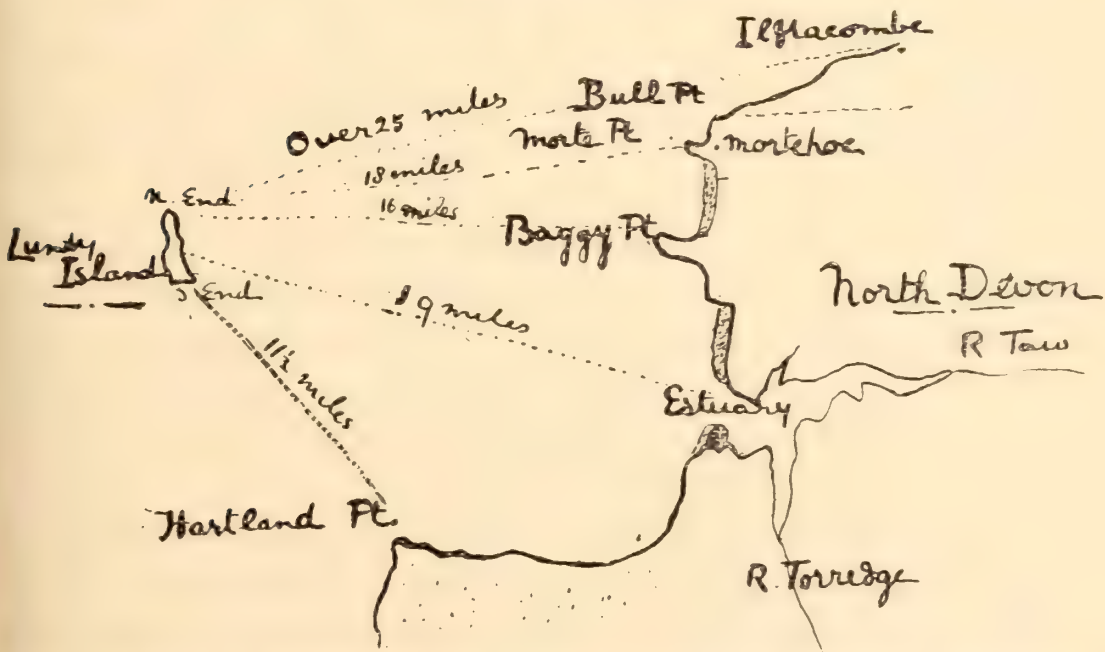 Ilfracombe
Over 25 miles
Bull Pt
Morte Pt
mortehoe
18 miles
N End
16 miles
Baggy Pt.
Lundy
Island
S End
19 miles
North Devon
R Taw
11½ miles
Estuary
Hartland Pt.
R. Torridge